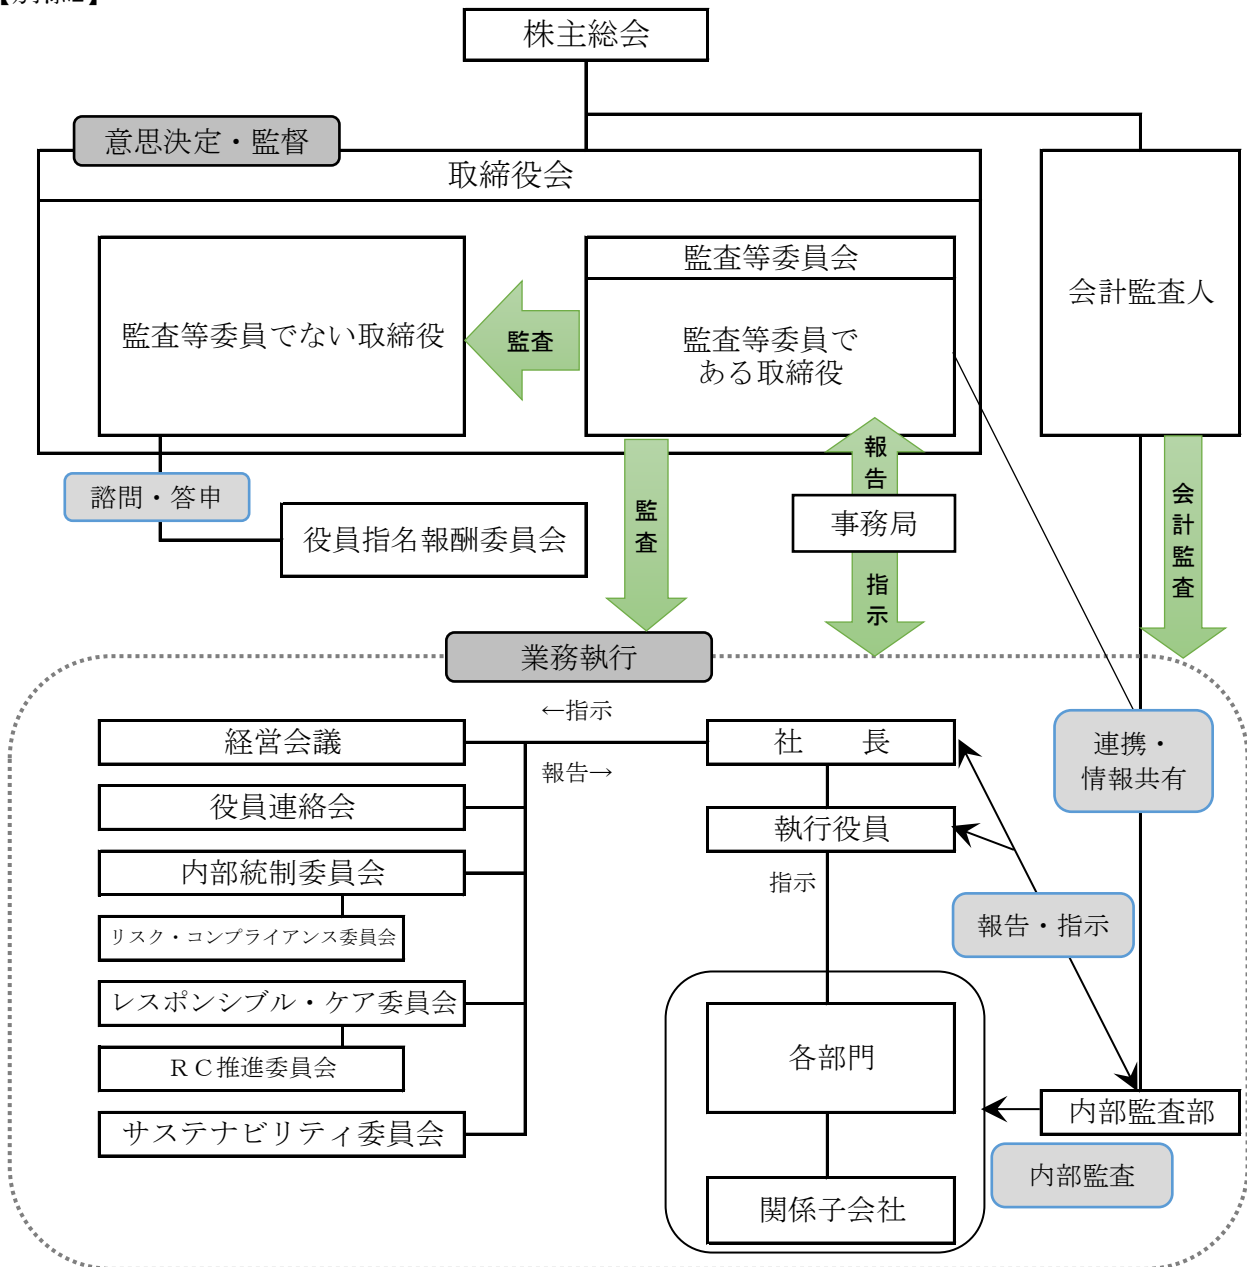 株主総会
意思決定・監督
取締役会
監査等委員会
会計監査人
監査等委員でない取締役
監査
監査等委員で
ある取締役
報告
諮問・答申
役員指名報酬委員会
監査
事務局
会計監査
指示
業務執行
←指示
経営会議
社　長
連携・
情報共有
報告→
役員連絡会
執行役員
内部統制委員会
指示
リスク・コンプライアンス委員会
報告・指示
レスポンシブル・ケア委員会
ＲＣ推進委員会
各部門
サステナビリティ委員会
内部監査部
内部監査
関係子会社